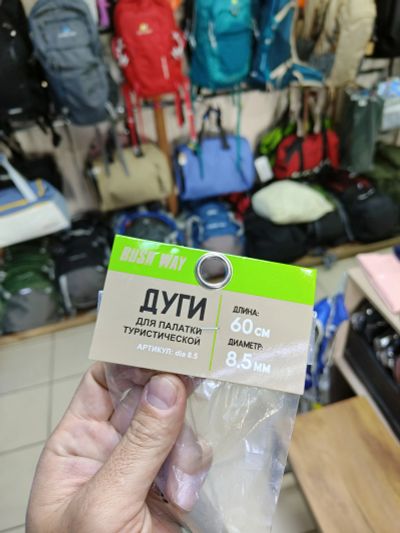 BUSH WAY
ДУГИ
ДЛЯ ПАЛАТКИ
ТУРИСТИЧЕСКОЙ
АРТИКУЛ: dia 8.5
ДЛИНА:
60 СМ
ДИАМЕТР:
8.5 ММ